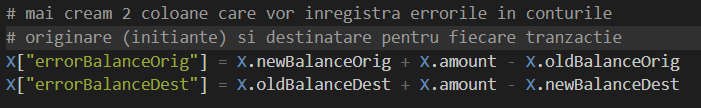 # mai cream 2 coloane care vor inregistra errorile in conturile
# originare (initiante) si destinatare pentru fiecare tranzactie
X["errorBalanceOrig"] = X.newBalanceOrig + X.amount - X.oldBalanceOrig
X["errorBalanceDest"] = X.oldBalanceDest + X.amount - X.newBalanceDest